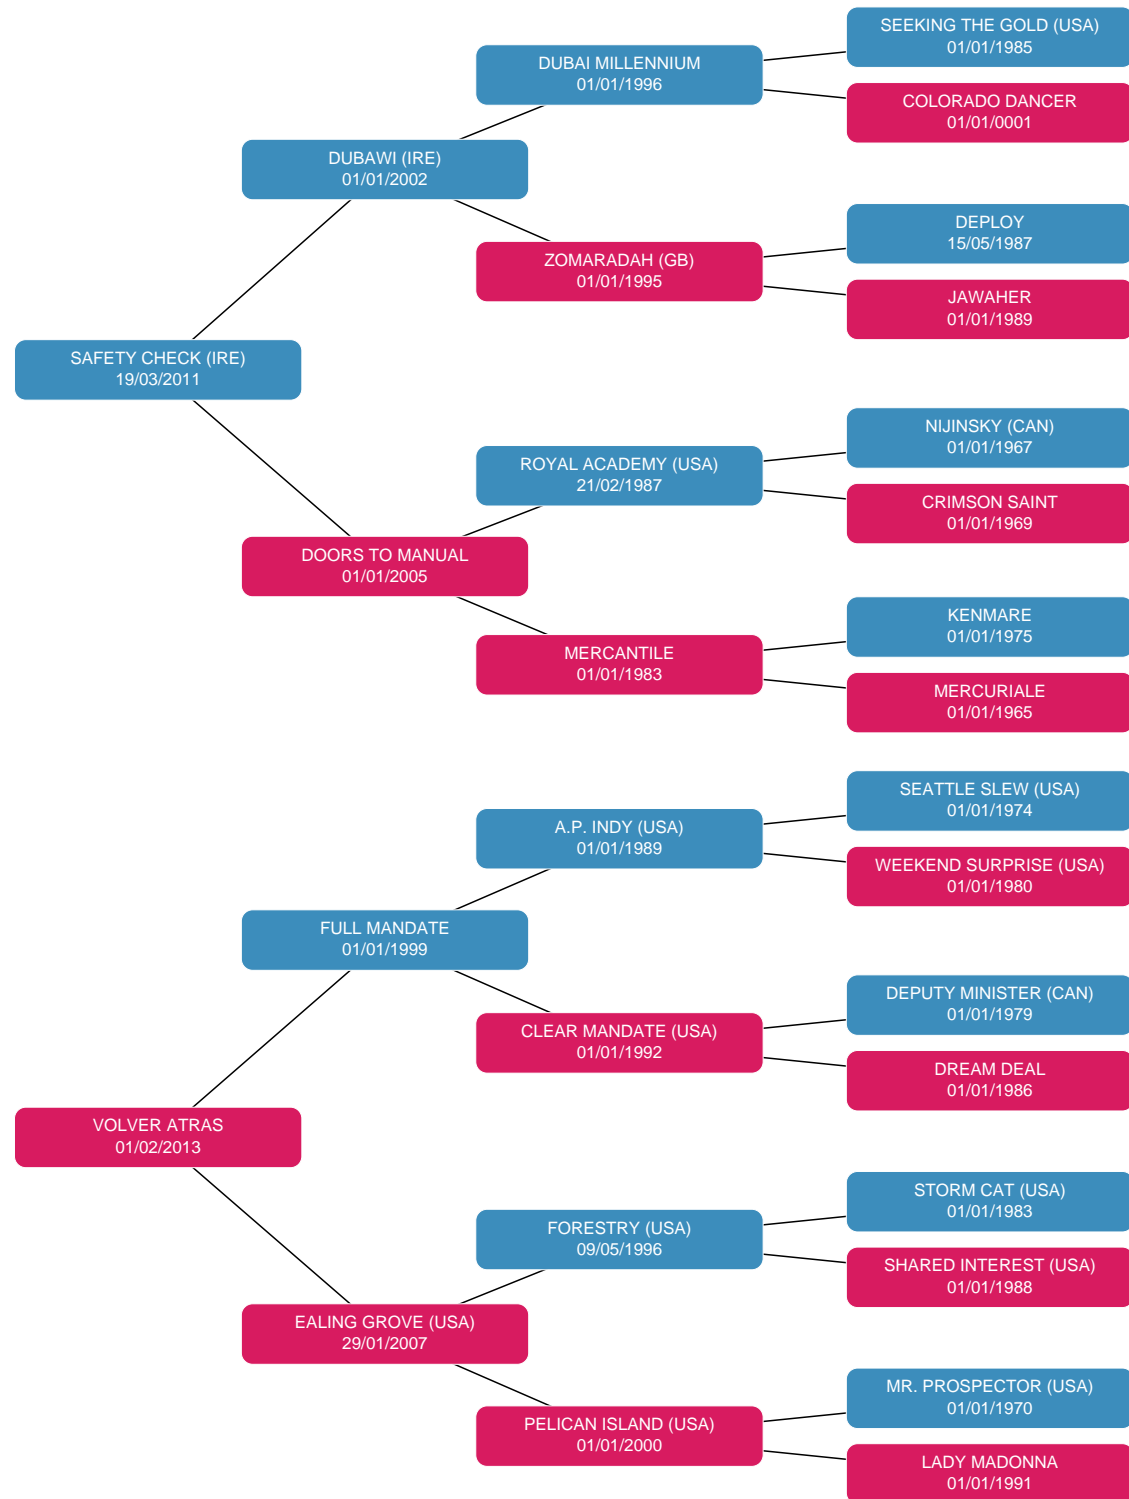 SEEKING THE GOLD (USA)
01/01/1985
DUBAI MILLENNIUM
01/01/1996
COLORADO DANCER
01/01/0001
DUBAWI (IRE)
01/01/2002
DEPLOY
15/05/1987
ZOMARADAH (GB)
01/01/1995
JAWAHER
01/01/1989
SAFETY CHECK (IRE)
19/03/2011
NIJINSKY (CAN)
01/01/1967
ROYAL ACADEMY (USA)
21/02/1987
CRIMSON SAINT
01/01/1969
DOORS TO MANUAL
01/01/2005
KENMARE
01/01/1975
MERCANTILE
01/01/1983
MERCURIALE
01/01/1965
SEATTLE SLEW (USA)
01/01/1974
A.P. INDY (USA)
01/01/1989
WEEKEND SURPRISE (USA)
01/01/1980
FULL MANDATE
01/01/1999
DEPUTY MINISTER (CAN)
01/01/1979
CLEAR MANDATE (USA)
01/01/1992
DREAM DEAL
01/01/1986
VOLVER ATRAS
01/02/2013
STORM CAT (USA)
01/01/1983
FORESTRY (USA)
09/05/1996
SHARED INTEREST (USA)
01/01/1988
EALING GROVE (USA)
29/01/2007
MR. PROSPECTOR (USA)
01/01/1970
PELICAN ISLAND (USA)
01/01/2000
LADY MADONNA
01/01/1991